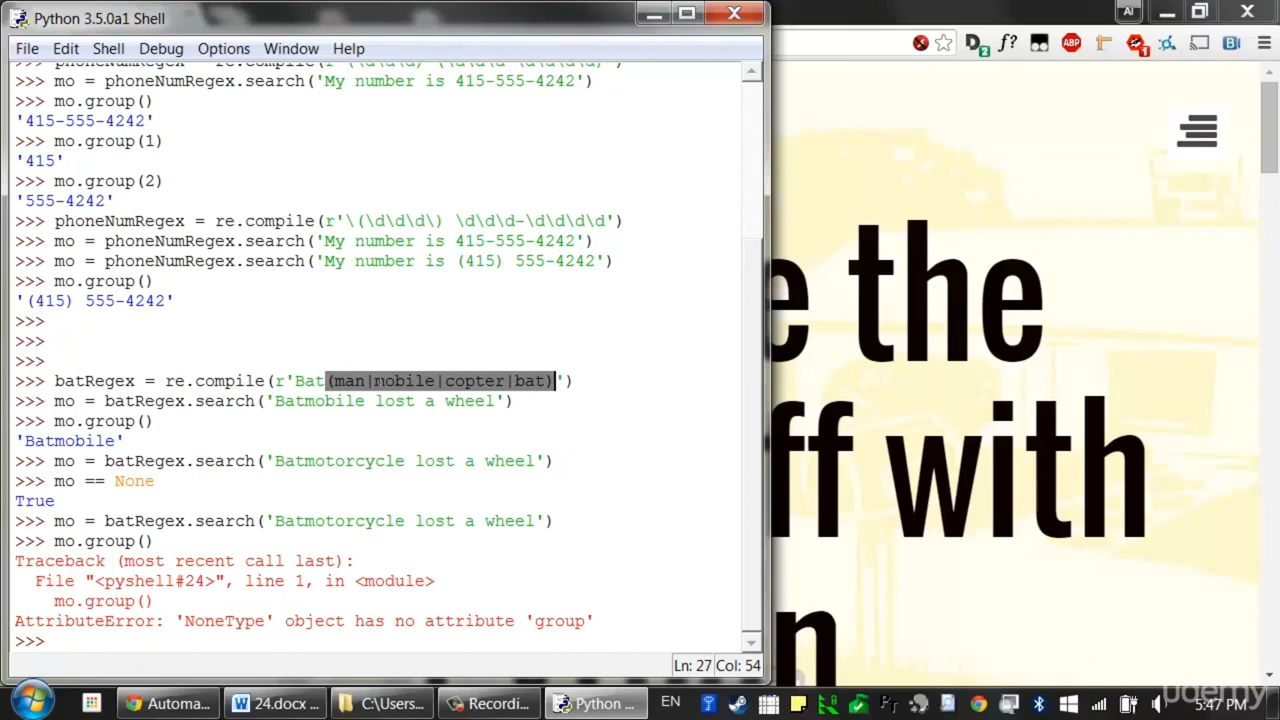 Python 3.5.0a1 Shell
File Edit Shell Debug Options Window Help
>>> mo = phoneNumRegex.search('My number is 415-555-4242')
>>> mo.group()
'415-555-4242'
>>> mo.group(1)
'415'
>>> mo.group(2)
'555-4242'
>>> phoneNumRegex = re.compile(r'\(\d\d\d\) \d\d\d-\d\d\d\d')
>>> mo = phoneNumRegex.search('My number is 415-555-4242')
>>> mo = phoneNumRegex.search('My number is (415) 555-4242')
>>> mo.group()
'(415) 555-4242'
>>>
>>>
>>>
>>> batRegex = re.compile(r'Bat(man|mobile|copter|bat)')
>>> mo = batRegex.search('Batmobile lost a wheel')
>>> mo.group()
'Batmobile'
>>> mo = batRegex.search('Batmotorcycle lost a wheel')
>>> mo == None
True
>>> mo = batRegex.search('Batmotorcycle lost a wheel')
>>> mo.group()
Traceback (most recent call last):
File "<pyshell#24>", line 1, in <module>
mo.group()
AttributeError: 'NoneType' object has no attribute 'group'
>>>
Ln: 27 Col: 54
D 2 f? ABP 1 B
e the
ff with
n
Automa... 24.docx ... C:\Users... Recordi... Python ... EN Pr 5:47 PM
udemy